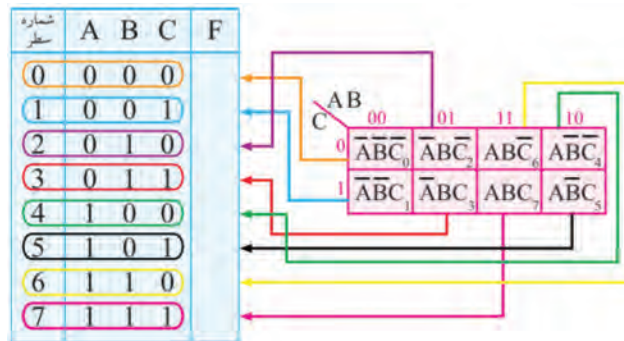 شماره سطر A B C F
0 0 0 0
1 0 0 1
2 0 1 0
3 0 1 1
4 1 0 0
5 1 0 1
6 1 1 0
7 1 1 1
AB
C
00 01 11 10
0 A̅B̅C̅₀ A̅BC̅₂ ABC̅₆ AB̅C̅₄
1 A̅B̅C₁ A̅BC₃ ABC₇ AB̅C₅